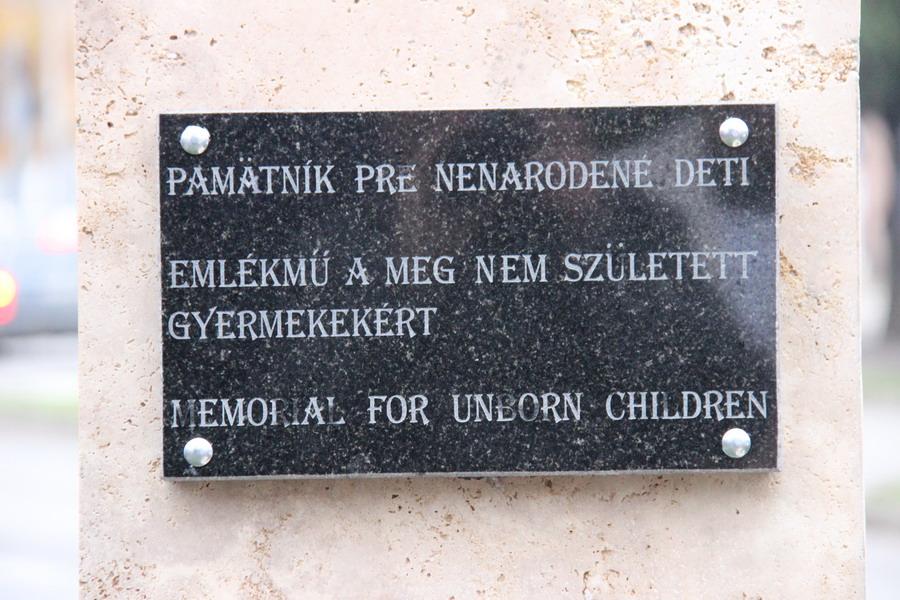 PAMÄTNÍK PRE NENARODENÉ DETI
EMLÉKMŰ A MEG NEM SZÜLETETT
GYERMEKEKÉRT
MEMORIAL FOR UNBORN CHILDREN